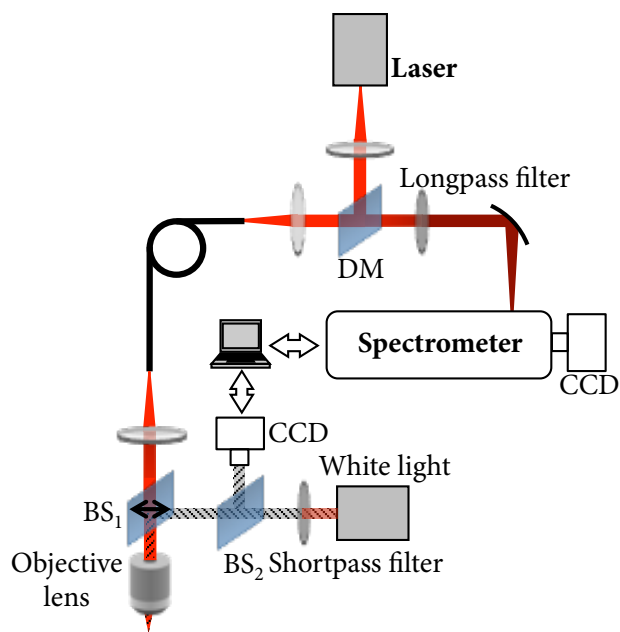 Laser
Longpass filter
DM
Spectrometer
CCD
CCD
White light
BS1
BS2 Shortpass filter
Objective
lens